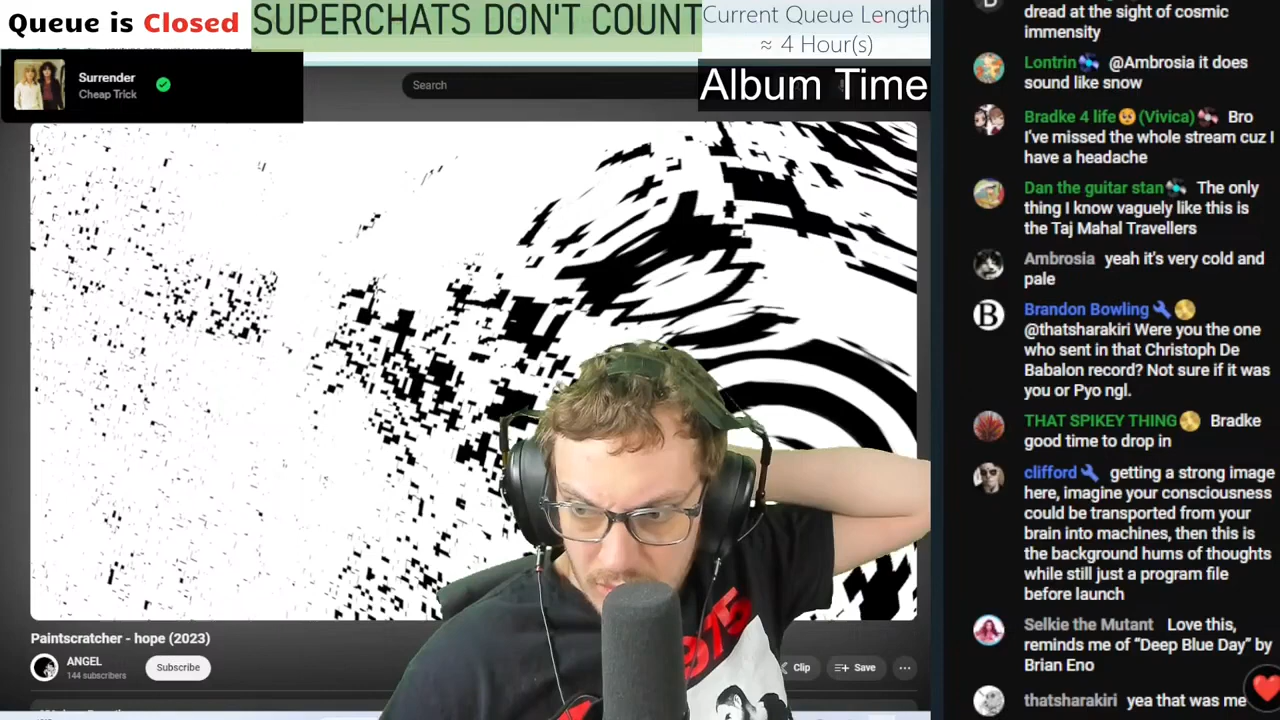 Queue is Closed
SUPERCHATS DON'T COUNT
Current Queue Length
≈ 4 Hour(s)
Album Time
Surrender
Cheap Trick
Search
Paintscratcher - hope (2023)
ANGEL
144 subscribers
Subscribe
Clip
Save
dread at the sight of cosmic
immensity
Lontrin @Ambrosia it does
sound like snow
Bradke 4 life (Vivica) Bro
I've missed the whole stream cuz I
have a headache
Dan the guitar stan The only
thing I know vaguely like this is
the Taj Mahal Travellers
Ambrosia yeah it's very cold and
pale
Brandon Bowling
@thatsharakiri Were you the one
who sent in that Christoph De
Babalon record? Not sure if it was
you or Pyo ngl.
THAT SPIKEY THING Bradke
good time to drop in
clifford getting a strong image
here, imagine your consciousness
could be transported from your
brain into machines, then this is
the background hums of thoughts
while still just a program file
before launch
Selkie the Mutant Love this,
reminds me of “Deep Blue Day” by
Brian Eno
thatsharakiri yea that was me